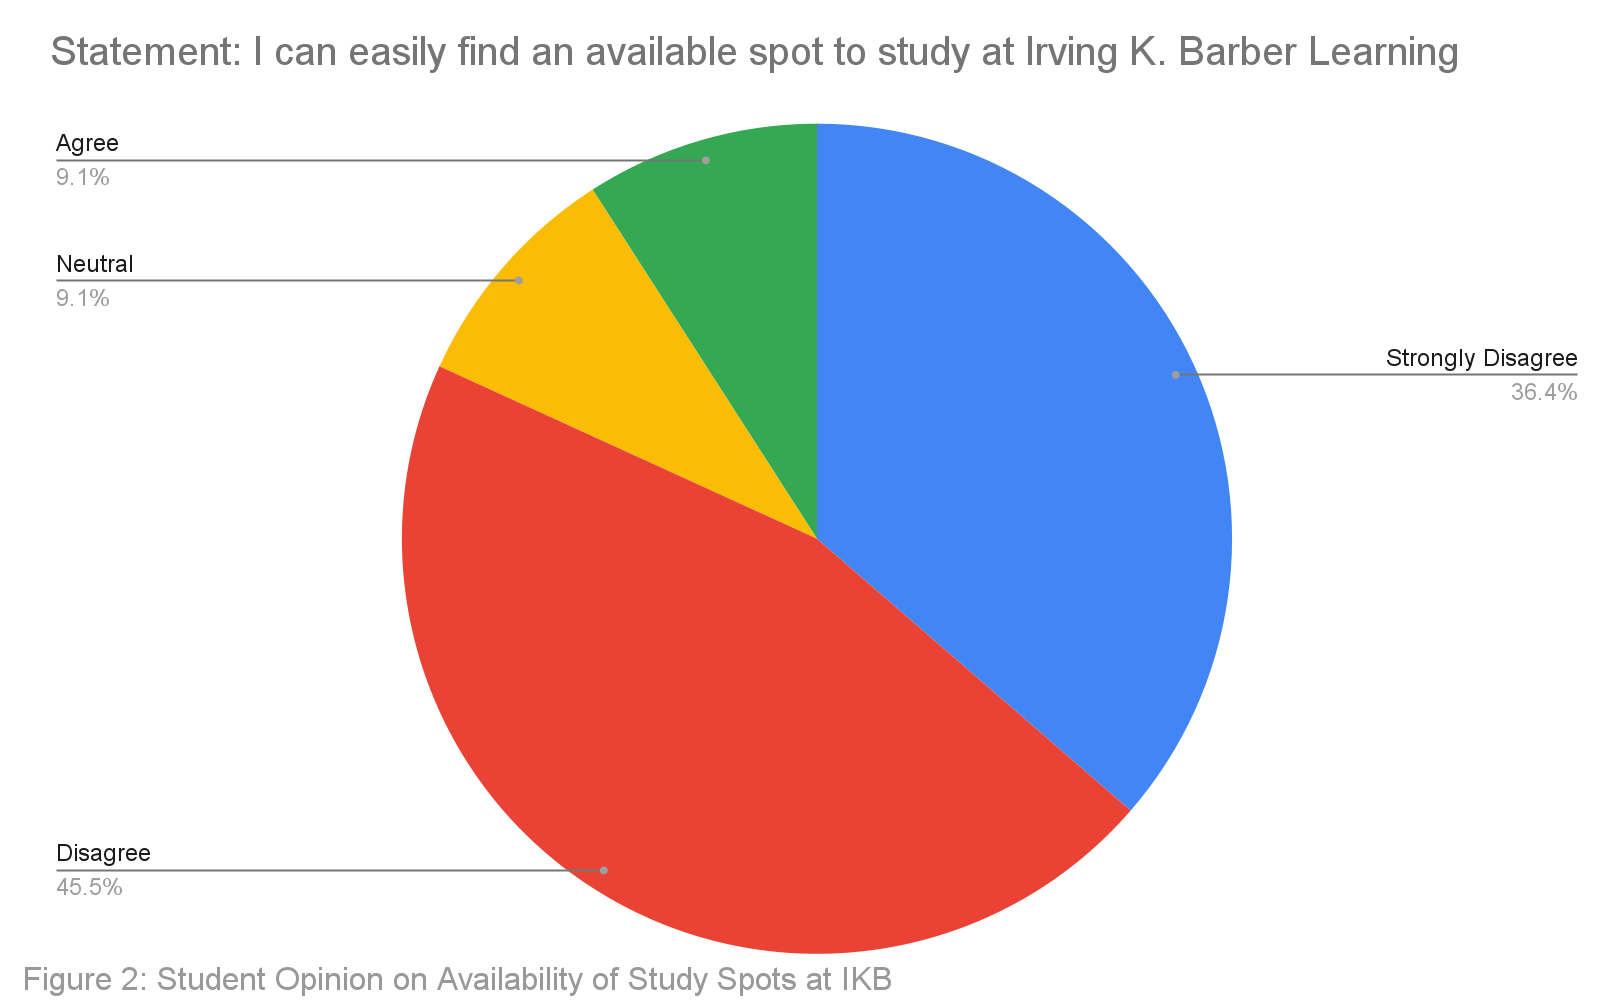 Statement: I can easily find an available spot to study at Irving K. Barber Learning
Agree
9.1%
Neutral
9.1%
Strongly Disagree
36.4%
Disagree
45.5%
Figure 2: Student Opinion on Availability of Study Spots at IKB